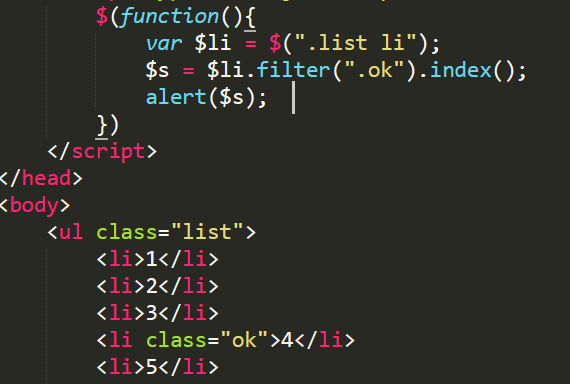 $(function(){
var $li = $(".list li");
$s = $li.filter(".ok").index();
alert($s);
})
</script>
</head>
<body>
<ul class="list">
<li>1</li>
<li>2</li>
<li>3</li>
<li class="ok">4</li>
<li>5</li>